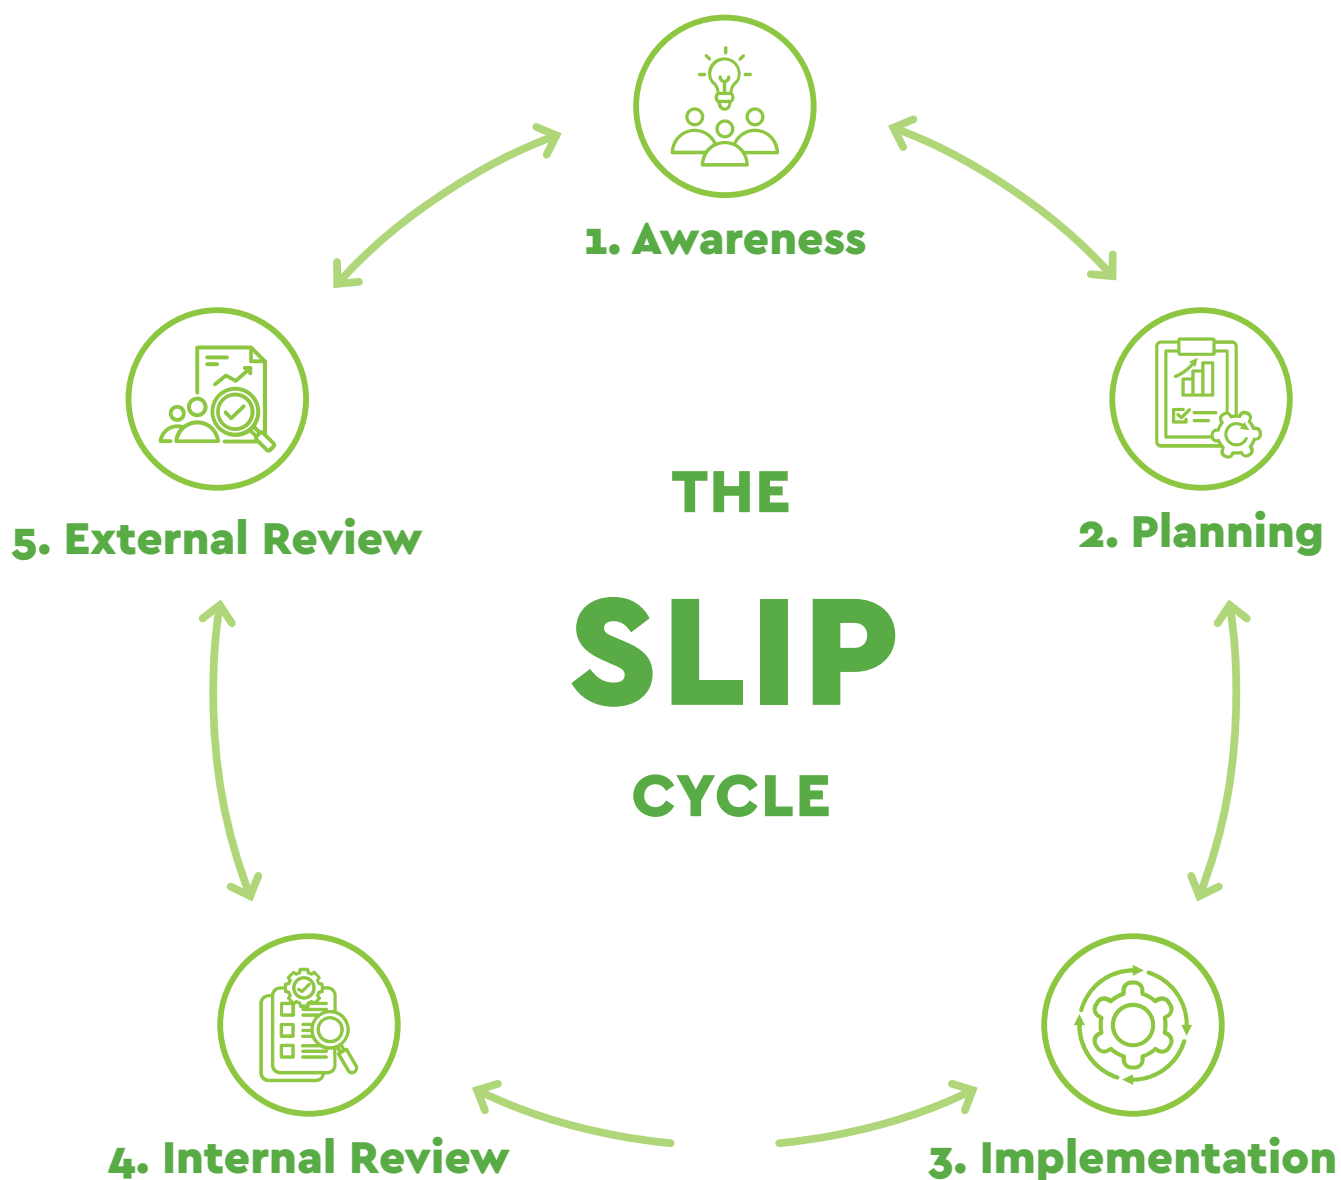 1. Awareness
2. Planning
3. Implementation
4. Internal Review
5. External Review
THE
SLIP
CYCLE